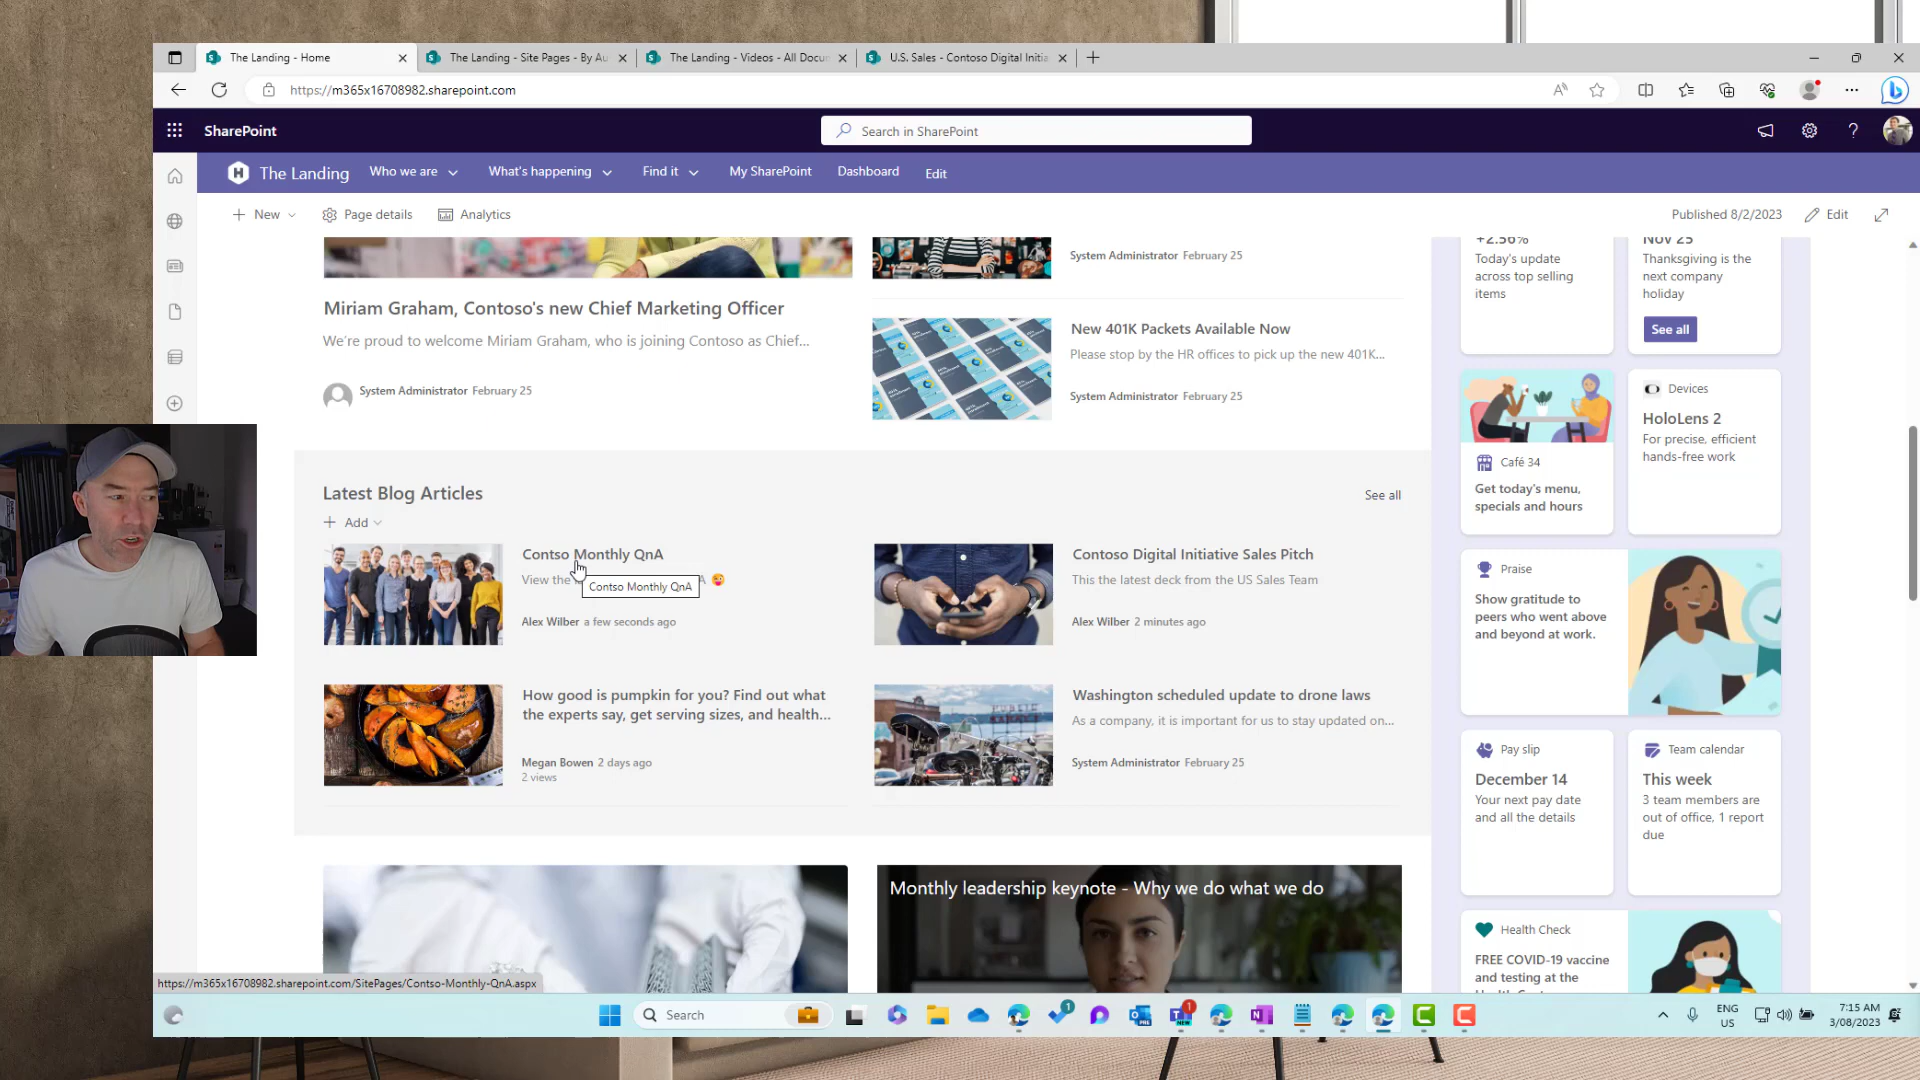 The Landing - Home
The Landing - Site Pages - By Au
The Landing - Videos - All Docun
U.S. Sales - Contoso Digital Initia
https://m365x16708982.sharepoint.com
SharePoint
Search in SharePoint
The Landing
Who we are
What's happening
Find it
My SharePoint
Dashboard
Edit
New
Page details
Analytics
Published 8/2/2023
Edit
System Administrator February 25
Miriam Graham, Contoso's new Chief Marketing Officer
We're proud to welcome Miriam Graham, who is joining Contoso as Chief...
System Administrator February 25
New 401K Packets Available Now
Please stop by the HR offices to pick up the new 401K...
System Administrator February 25
Latest Blog Articles
See all
Add
Contso Monthly QnA
View the
Contso Monthly QnA
Alex Wilber a few seconds ago
Contoso Digital Initiative Sales Pitch
This the latest deck from the US Sales Team
Alex Wilber 2 minutes ago
How good is pumpkin for you? Find out what
the experts say, get serving sizes, and health...
Megan Bowen 2 days ago
2 views
Washington scheduled update to drone laws
As a company, it is important for us to stay updated on...
System Administrator February 25
Monthly leadership keynote - Why we do what we do
+2.56%
Today's update
across top selling
items
Nov 25
Thanksgiving is the
next company
holiday
See all
Café 34
Get today's menu,
specials and hours
Devices
HoloLens 2
For precise, efficient
hands-free work
Praise
Show gratitude to
peers who went above
and beyond at work.
Pay slip
December 14
Your next pay date
and all the details
Team calendar
This week
3 team members are
out of office, 1 report
due
Health Check
FREE COVID-19 vaccine
and testing at the
https://m365x16708982.sharepoint.com/SitePages/Contso-Monthly-QnA.aspx
Search
1
1
ENG
US
7:15 AM
3/08/2023